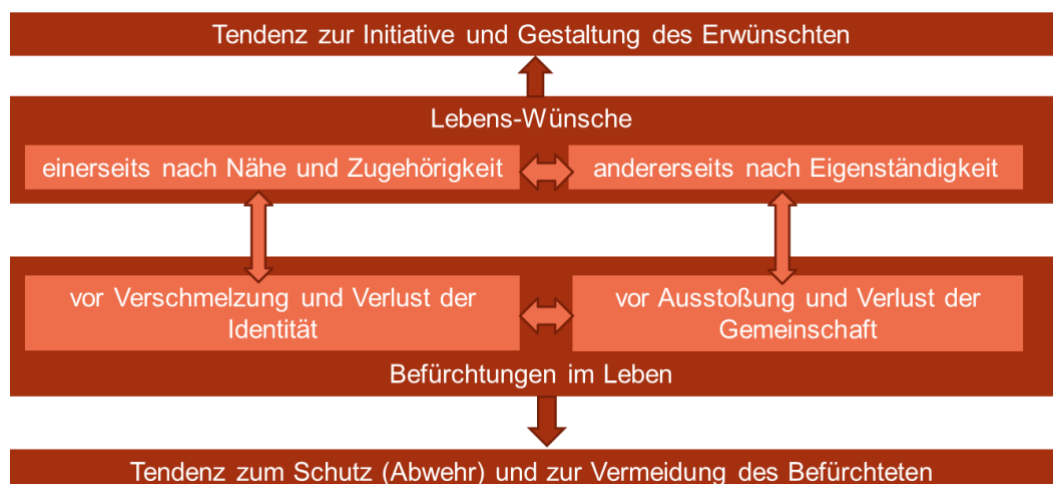 Tendenz zur Initiative und Gestaltung des Erwünschten
Lebens-Wünsche
einerseits nach Nähe und Zugehörigkeit
andererseits nach Eigenständigkeit
vor Verschmelzung und Verlust der
Identität
vor Ausstoßung und Verlust der
Gemeinschaft
Befürchtungen im Leben
Tendenz zum Schutz (Abwehr) und zur Vermeidung des Befürchteten